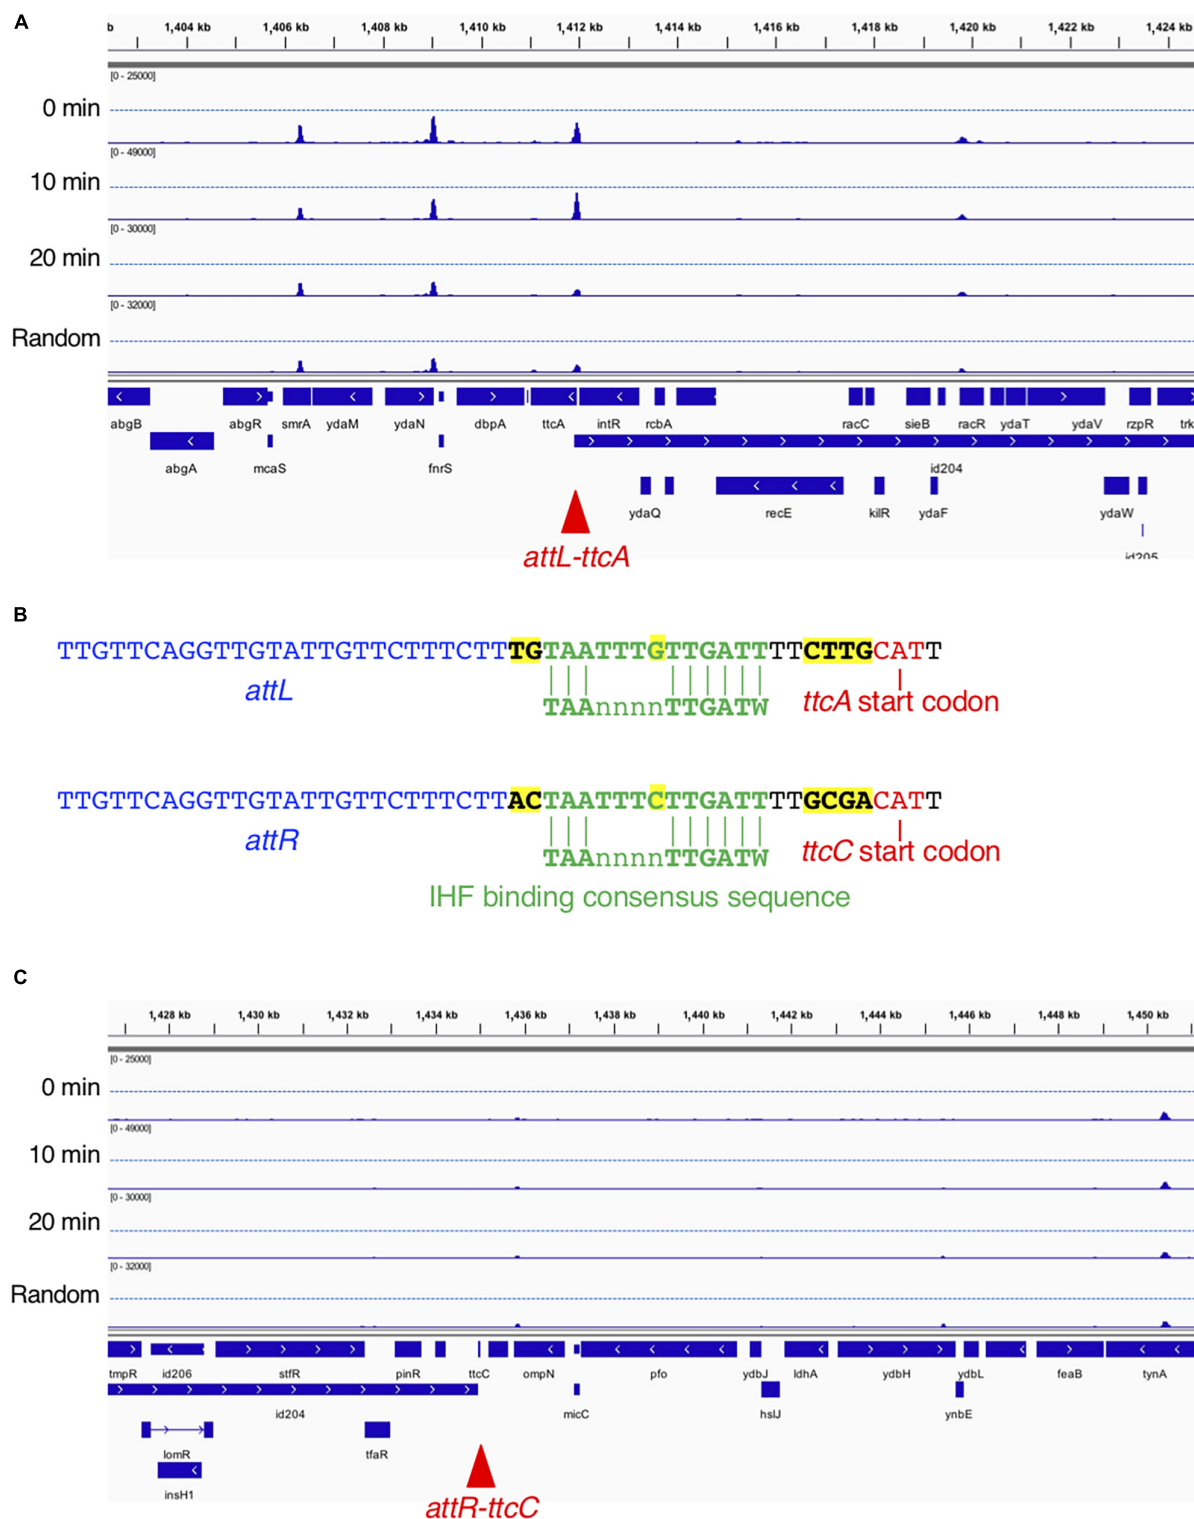 A
b 1,404 kb 1,406 kb 1,408 kb 1,410 kb 1,412 kb 1,414 kb 1,416 kb 1,418 kb 1,420 kb 1,422 kb 1,424 kb
[0 - 25000]
0 min
[0 - 49000]
10 min
[0 - 30000]
20 min
[0 - 32000]
Random
abgB abgR smrA ydaM ydaN dbpA ttcA intR rcbA racC sieB racR ydaT ydaV rzpR trk
abgA mcaS fnrS id204
ydaQ recE kilR ydaF ydaW
id205
attL-ttcA
B
TTGTTCAGGTTGTATTGTTCTTTCTTTGTAATTTGTTGATTTTCTTGCATT
attL
TAAnnnnTTGATW
ttcA start codon
TTGTTCAGGTTGTATTGTTCTTTCTTACTAATTTCTTGATTTTGCGACATT
attR
TAAnnnnTTGATW
ttcC start codon
IHF binding consensus sequence
C
1,428 kb 1,430 kb 1,432 kb 1,434 kb 1,436 kb 1,438 kb 1,440 kb 1,442 kb 1,444 kb 1,446 kb 1,448 kb 1,450 kb
[0 - 25000]
0 min
[0 - 49000]
10 min
[0 - 30000]
20 min
[0 - 32000]
Random
tmpR id206 stfR pinR ttcC ompN pfo ydbJ ldhA ydbH ydbL feaB tynA
id204 micC hslJ ynbE
lomR tfaR
insH1
attR-ttcC